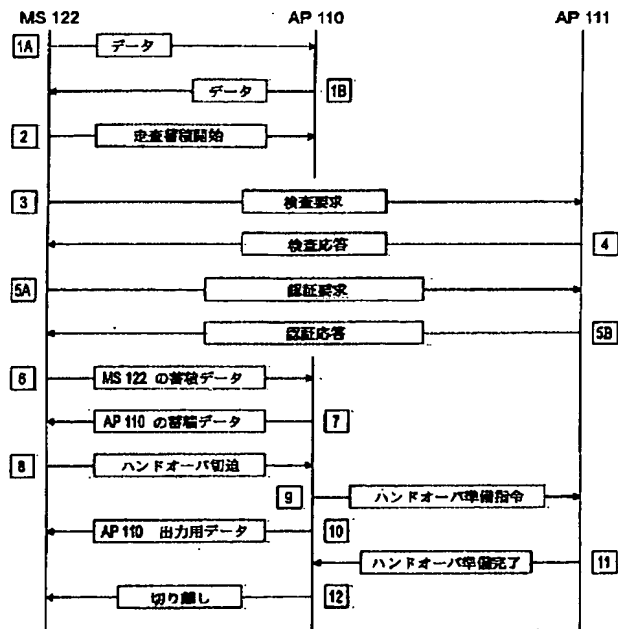 MS 122 AP 110 AP 111
1A データ
データ 1B
2 走査蓄積開始
3 検査要求
検査応答 4
5A 認証要求
認証応答 5B
6 MS 122 の蓄積データ
AP 110 の蓄積データ 7
8 ハンドオーバ切迫
9 ハンドオーバ準備指令
AP 110 出力用データ 10
ハンドオーバ準備完了 11
切り離し 12